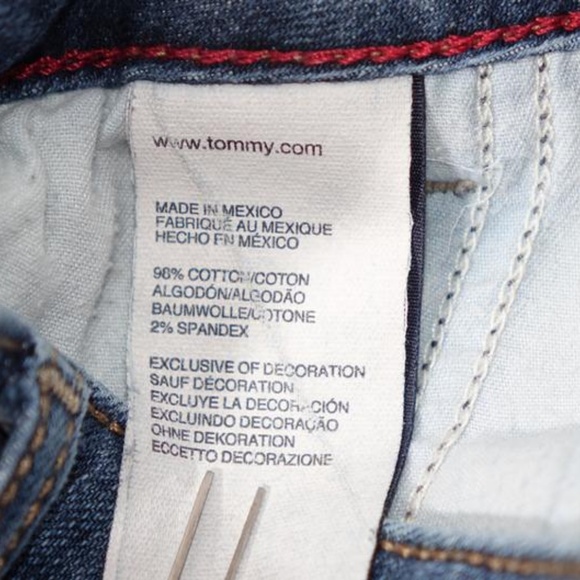 www.tommy.com
MADE IN MEXICO
FABRIQUÉ AU MEXIQUE
HECHO EN MÉXICO
98% COTTON/COTON
ALGODÓN/ALGODÃO
BAUMWOLLE/COTONE
2% SPANDEX
EXCLUSIVE OF DECORATION
SAUF DÉCORATION
EXCLUYE LA DECORACIÓN
EXCLUINDO DECORAÇÃO
OHNE DEKORATION
ECCETTO DECORAZIONE